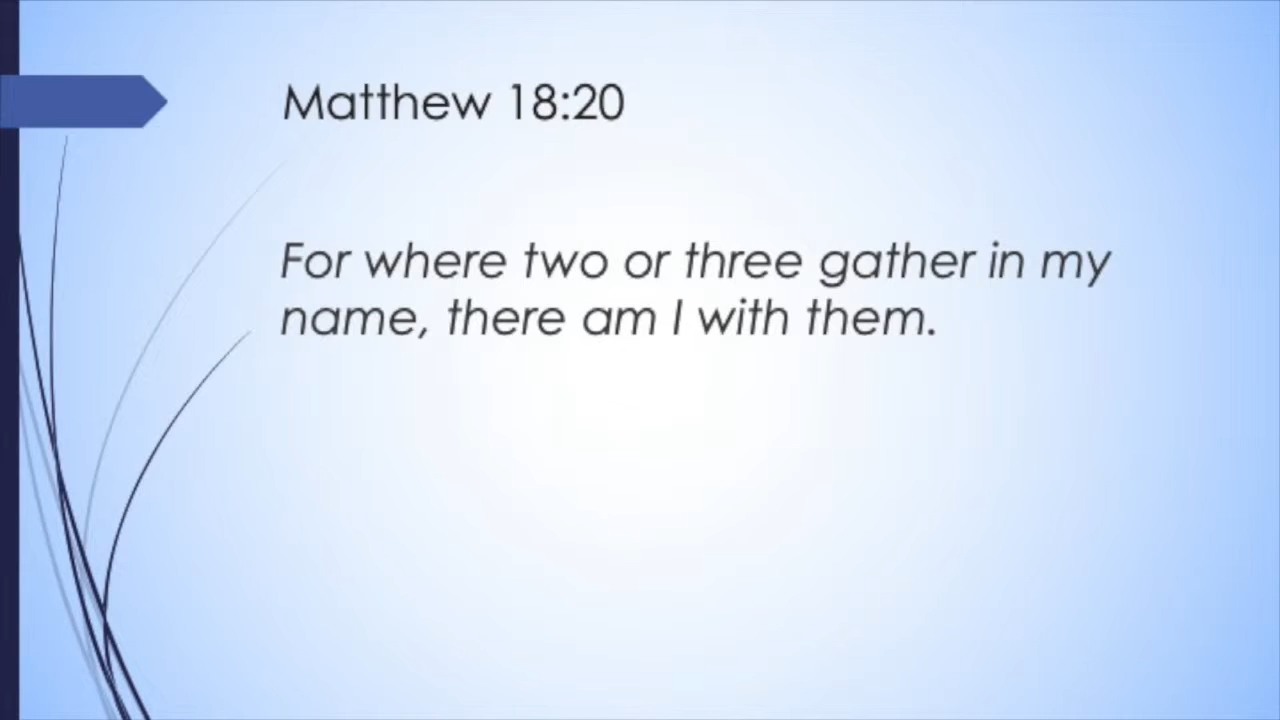 Matthew 18:20
For where two or three gather in my
name, there am I with them.